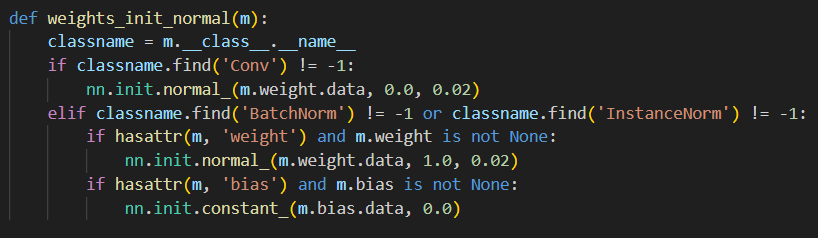 def weights_init_normal(m):
    classname = m.__class__.__name__
    if classname.find('Conv') != -1:
        nn.init.normal_(m.weight.data, 0.0, 0.02)
    elif classname.find('BatchNorm') != -1 or classname.find('InstanceNorm') != -1:
        if hasattr(m, 'weight') and m.weight is not None:
            nn.init.normal_(m.weight.data, 1.0, 0.02)
        if hasattr(m, 'bias') and m.bias is not None:
            nn.init.constant_(m.bias.data, 0.0)